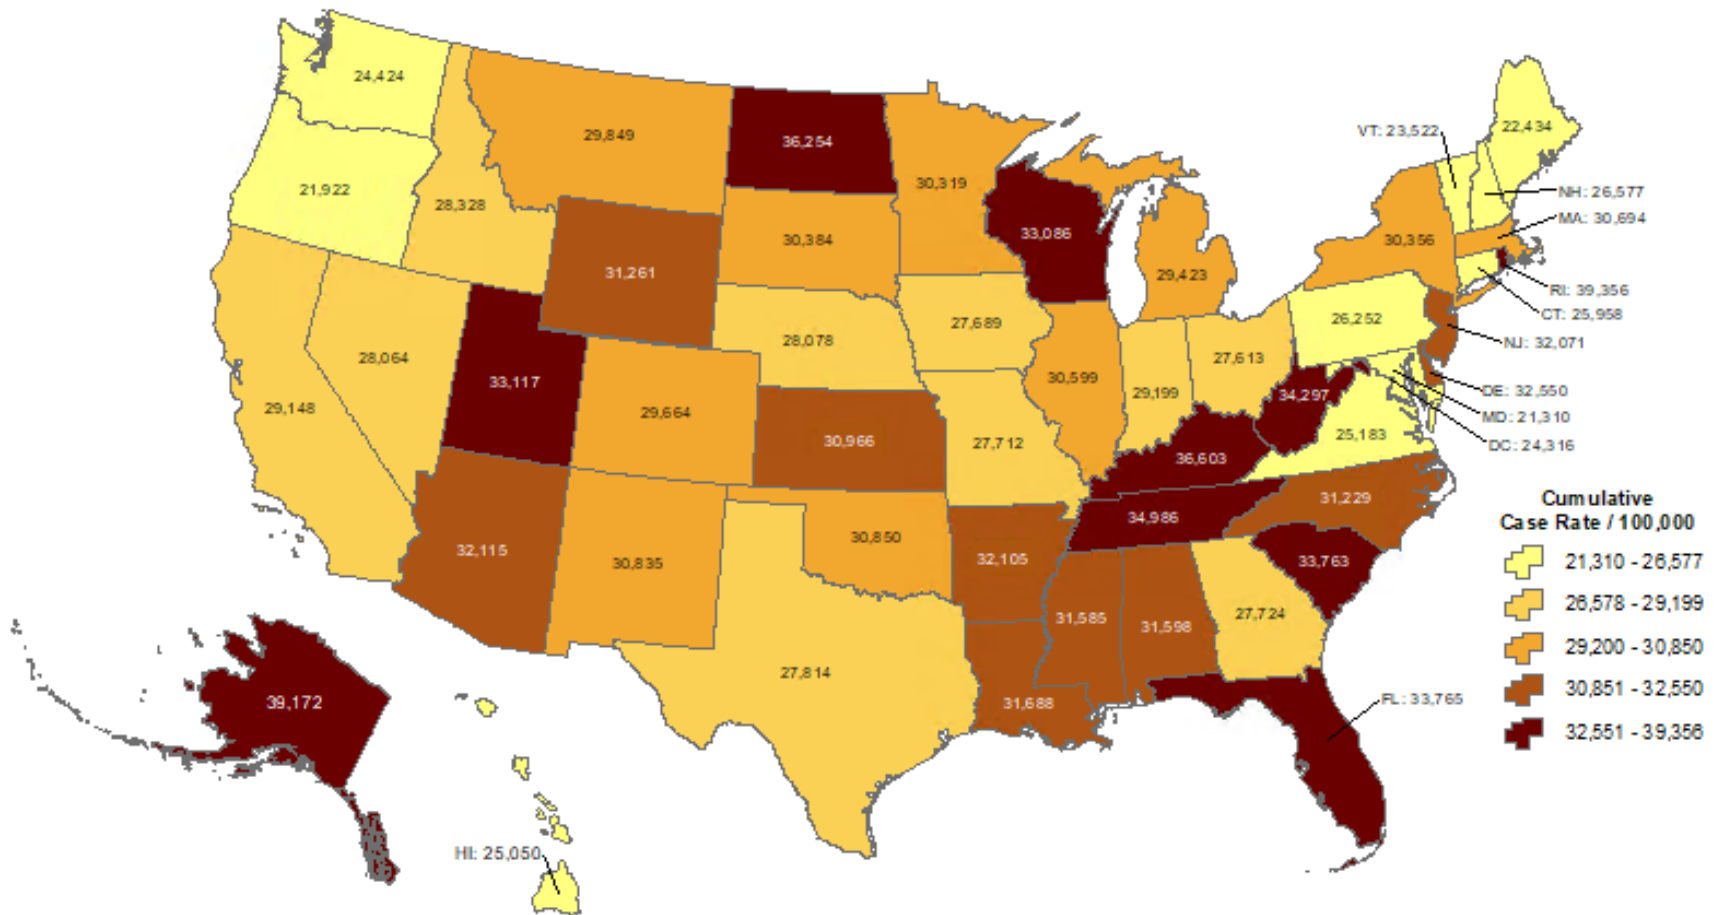 24,424
29,849
36,254
30,319
VT: 23,522
22,434
21,922
28,328
30,384
33,086
NH: 26,577
MA: 30,694
30,356
31,261
29,423
RI: 39,356
CT: 25,958
26,252
NJ: 32,071
27,689
28,078
28,064
33,117
27,613
30,599
29,199
34,297
DE: 32,550
MD: 21,310
DC: 24,316
29,148
29,664
30,966
27,712
25,183
36,603
31,229
34,986
32,115
30,835
30,850
32,105
33,763
31,585
31,598
27,724
27,814
31,688
39,172
FL: 33,765
HI: 25,050
Cumulative
Case Rate / 100,000
21,310 - 26,577
26,578 - 29,199
29,200 - 30,850
30,851 - 32,550
32,551 - 39,356